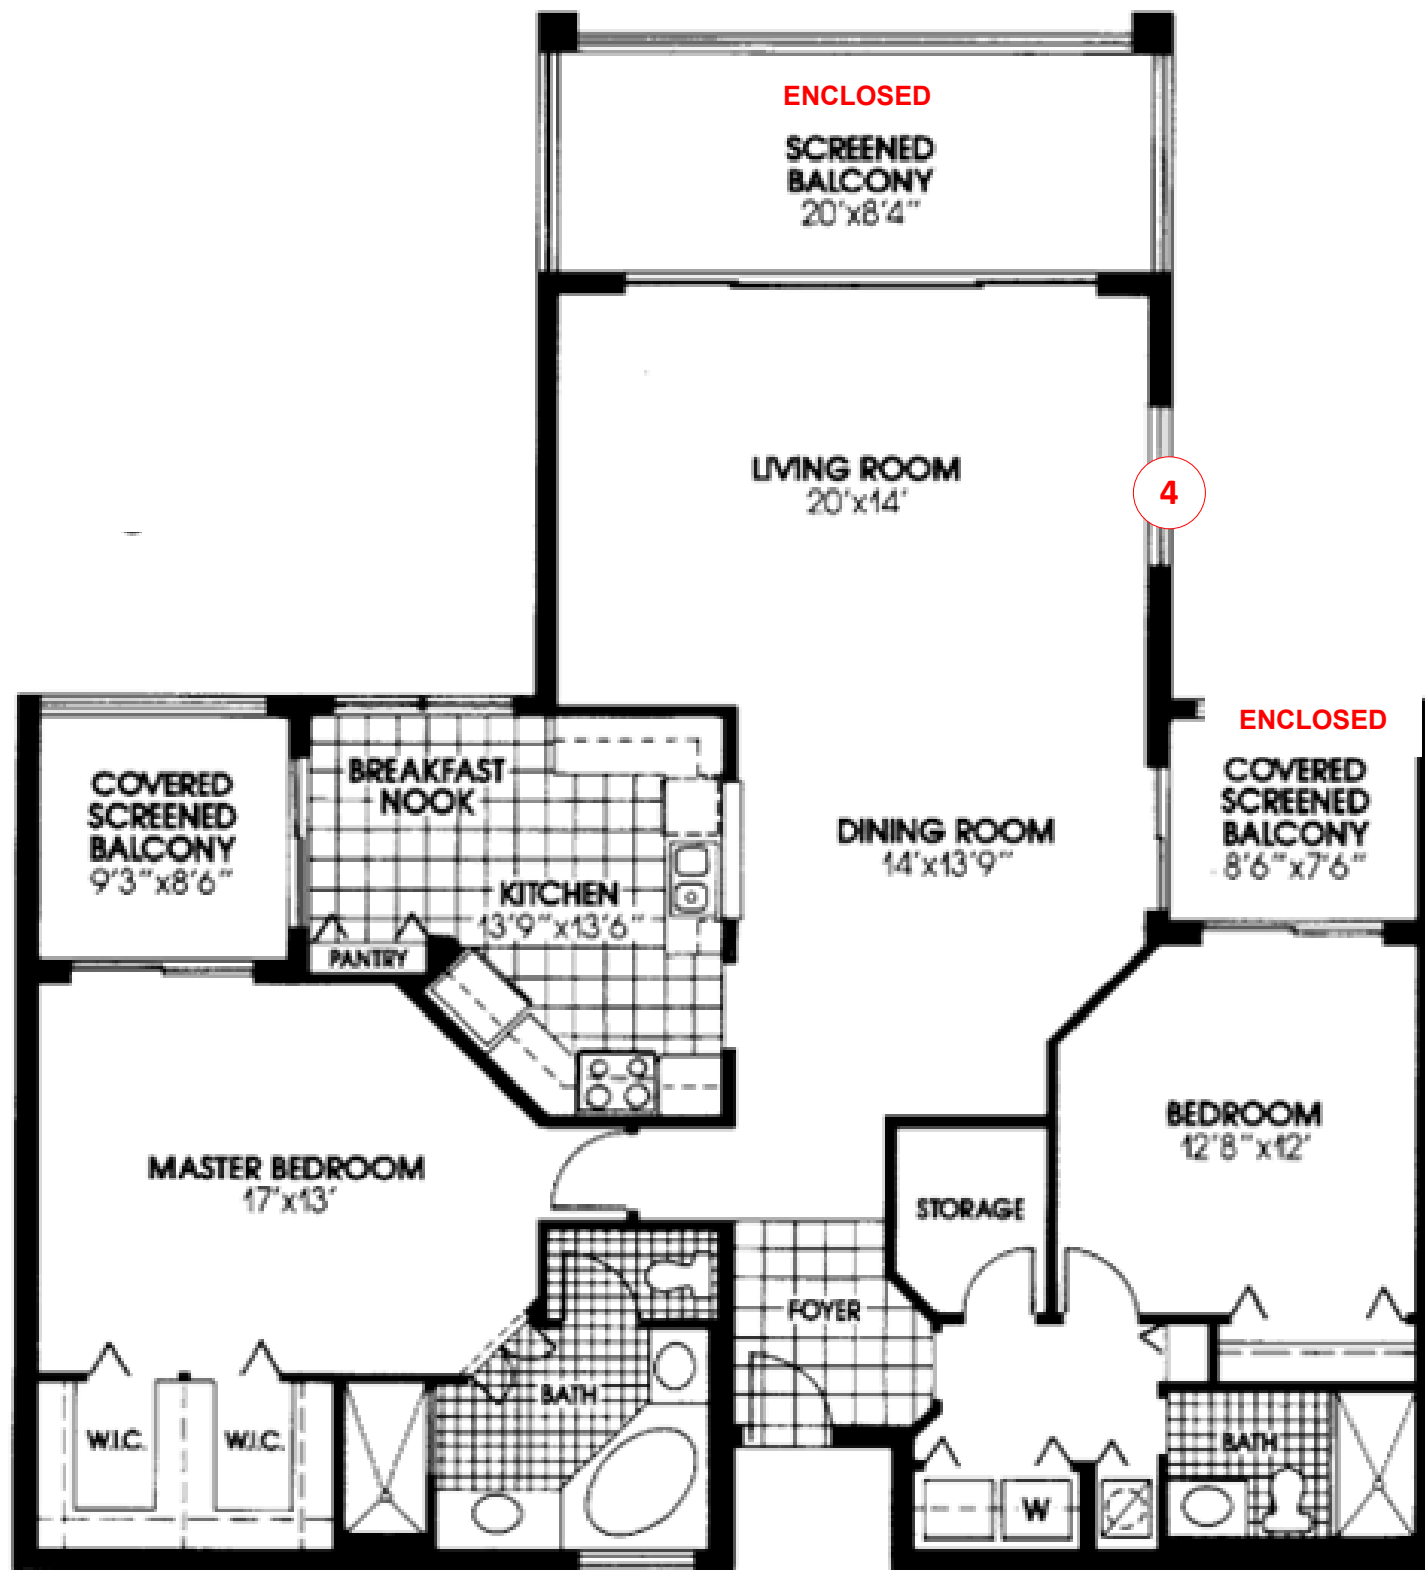 ENCLOSED
SCREENED
BALCONY
20'x8'4"
LIVING ROOM
20'x14'
4
ENCLOSED
COVERED
SCREENED
BALCONY
9'3"x8'6"
BREAKFAST
NOOK
KITCHEN
13'9"x13'6"
PANTRY
DINING ROOM
14'x13'9"
COVERED
SCREENED
BALCONY
8'6"x7'6"
MASTER BEDROOM
17'x13'
BEDROOM
12'8"x12'
STORAGE
FOYER
BATH
W.I.C.
W.I.C.
BATH
W